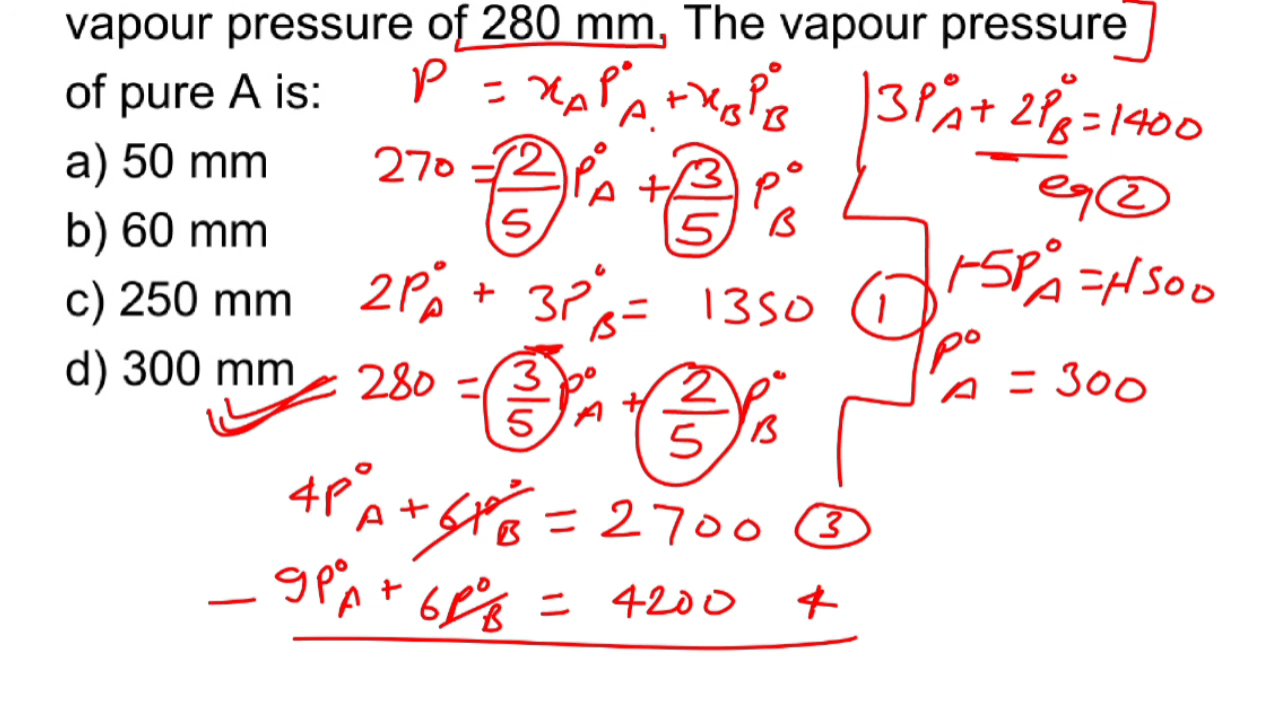 vapour pressure of 280 mm. The vapour pressure
of pure A is:
P = xA P°A + xB P°B
a) 50 mm
270 = 2/5 P°A + 3/5 P°B
b) 60 mm
c) 250 mm
2P°A + 3P°B = 1350 ①
d) 300 mm
280 = 3/5 P°A + 2/5 P°B
4P°A + 6P°B = 2700 ③
− 9P°A + 6P°B = 4200 4
3P°A + 2P°B = 1400
eq ②
+5P°A = +1500
P°A = 300